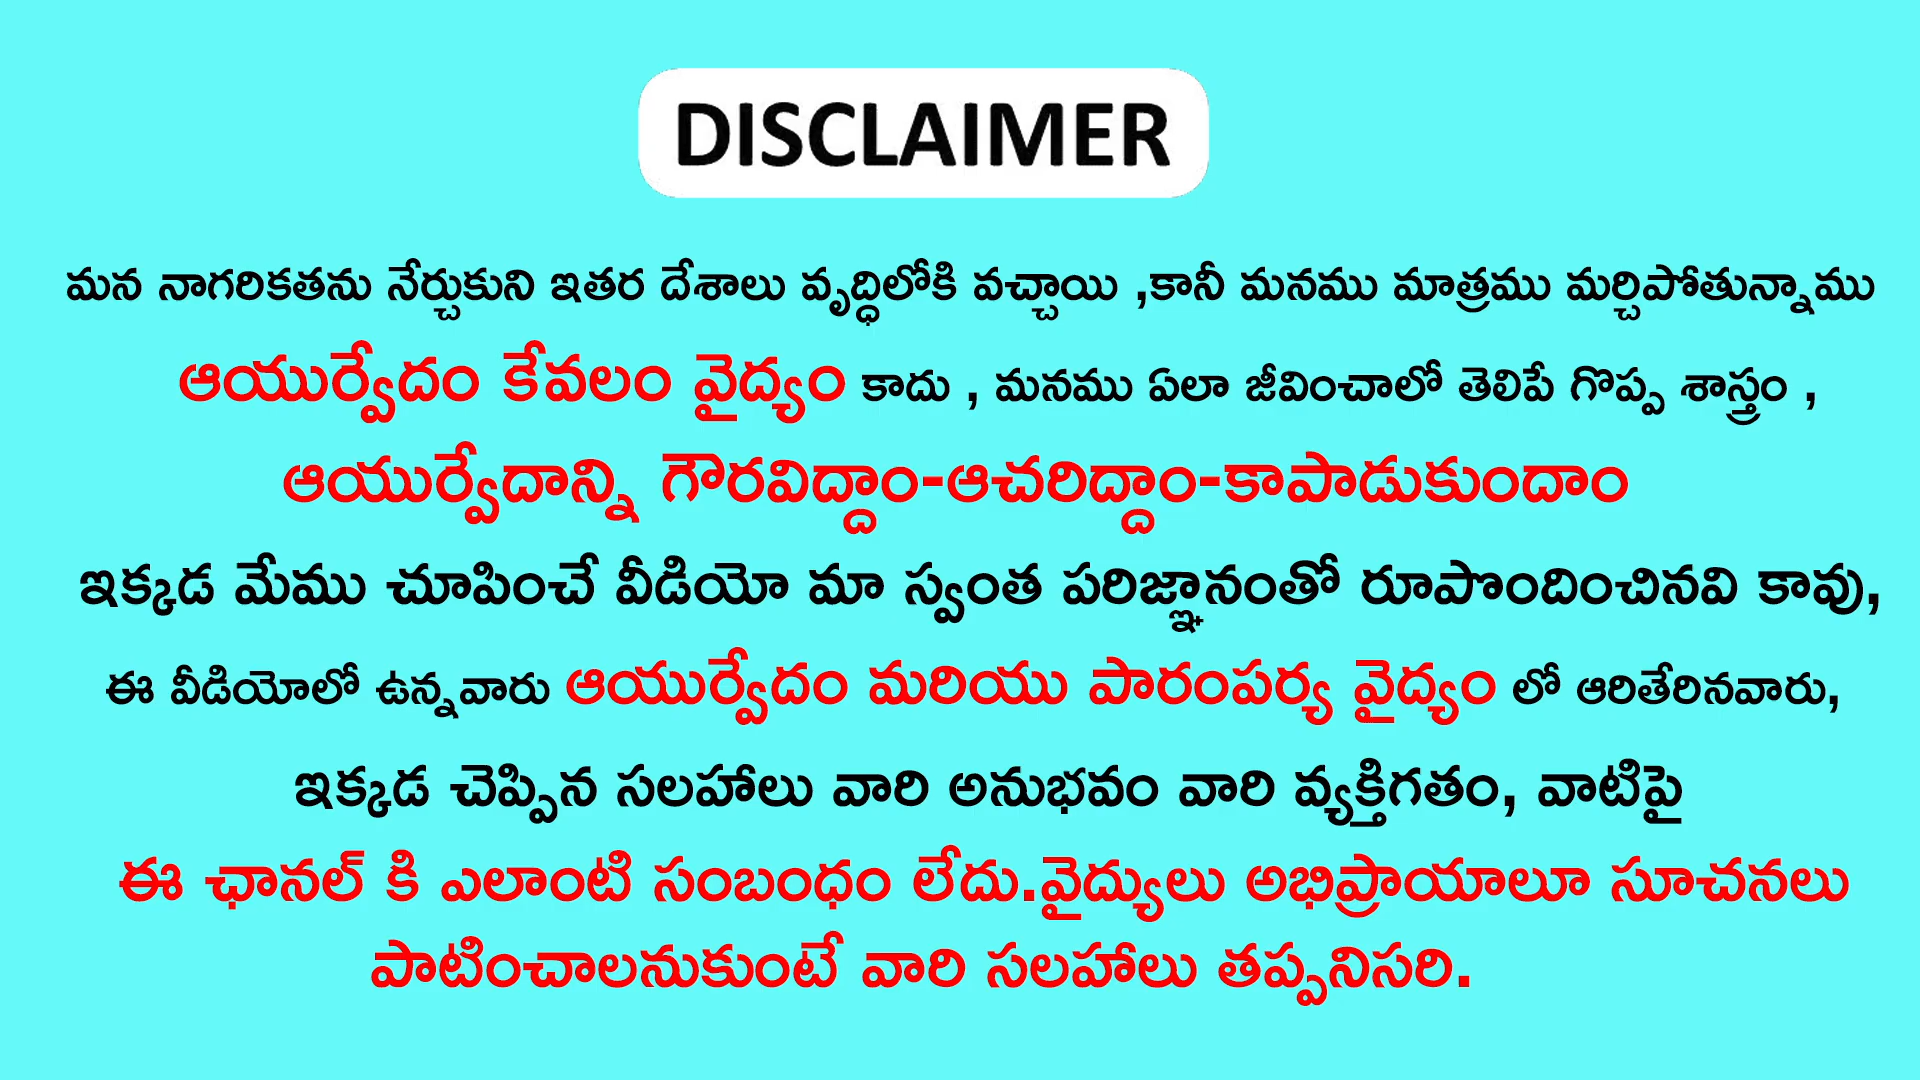 DISCLAIMER
మన నాగరికతను నేర్చుకుని ఇతర దేశాలు వృద్ధిలోకి వచ్చాయి ,కానీ మనము మాత్రము మర్చిపోతున్నాము
ఆయుర్వేదం కేవలం వైద్యం కాదు , మనము ఏలా జీవించాలో తెలిపే గొప్ప శాస్త్రం ,
ఆయుర్వేదాన్ని గౌరవిద్దాం-ఆచరిద్దాం-కాపాడుకుందాం
ఇక్కడ మేము చూపించే వీడియో మా స్వంత పరిజ్ఞానంతో రూపొందించినవి కావు,
ఈ వీడియోలో ఉన్నవారు ఆయుర్వేదం మరియు పారంపర్య వైద్యం లో ఆరితేరినవారు,
ఇక్కడ చెప్పిన సలహాలు వారి అనుభవం వారి వ్యక్తిగతం, వాటిపై
ఈ ఛానల్ కి ఎలాంటి సంబంధం లేదు.వైద్యులు అభిప్రాయాలూ సూచనలు
పాటించాలనుకుంటే వారి సలహాలు తప్పనిసరి.